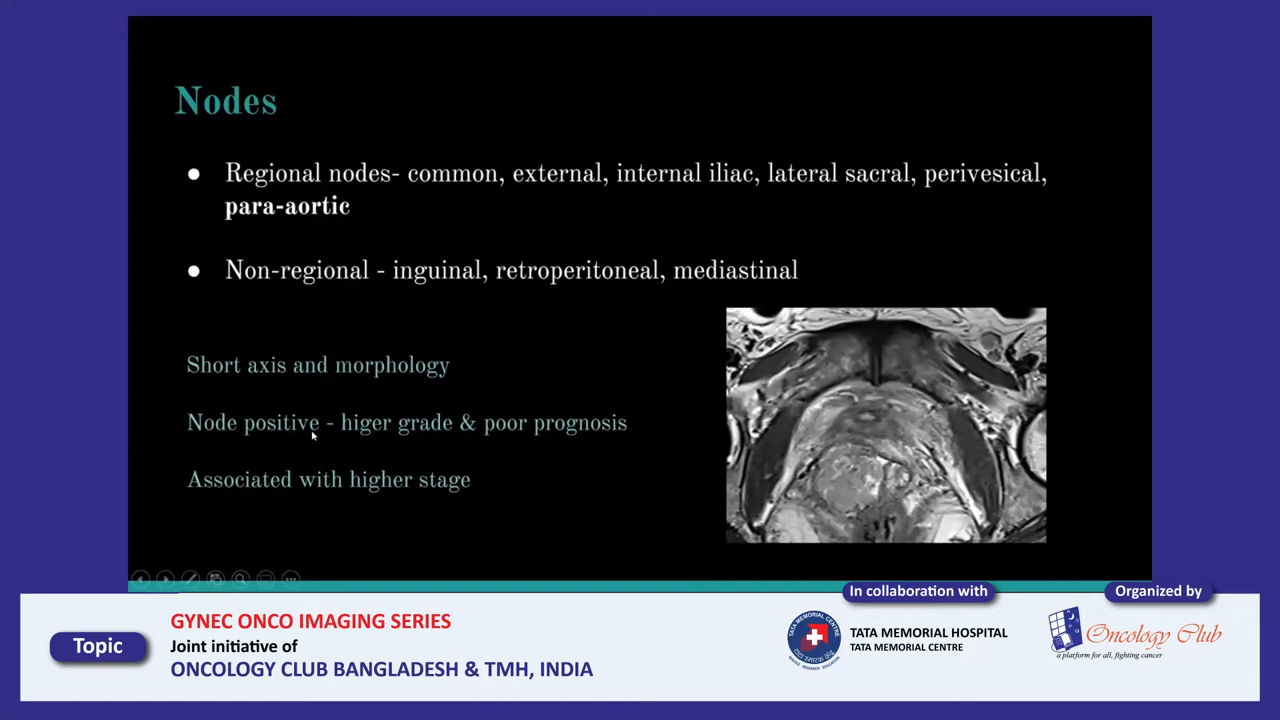 Nodes
● Regional nodes- common, external, internal iliac, lateral sacral, perivesical,
para-aortic
● Non-regional - inguinal, retroperitoneal, mediastinal
Short axis and morphology
Node positive - higer grade & poor prognosis
Associated with higher stage
Topic
GYNEC ONCO IMAGING SERIES
Joint initiative of
ONCOLOGY CLUB BANGLADESH & TMH, INDIA
In collaboration with
TATA MEMORIAL CENTRE
TATA MEMORIAL HOSPITAL
TATA MEMORIAL CENTRE
Organized by
Oncology Club
a platform for all, fighting cancer